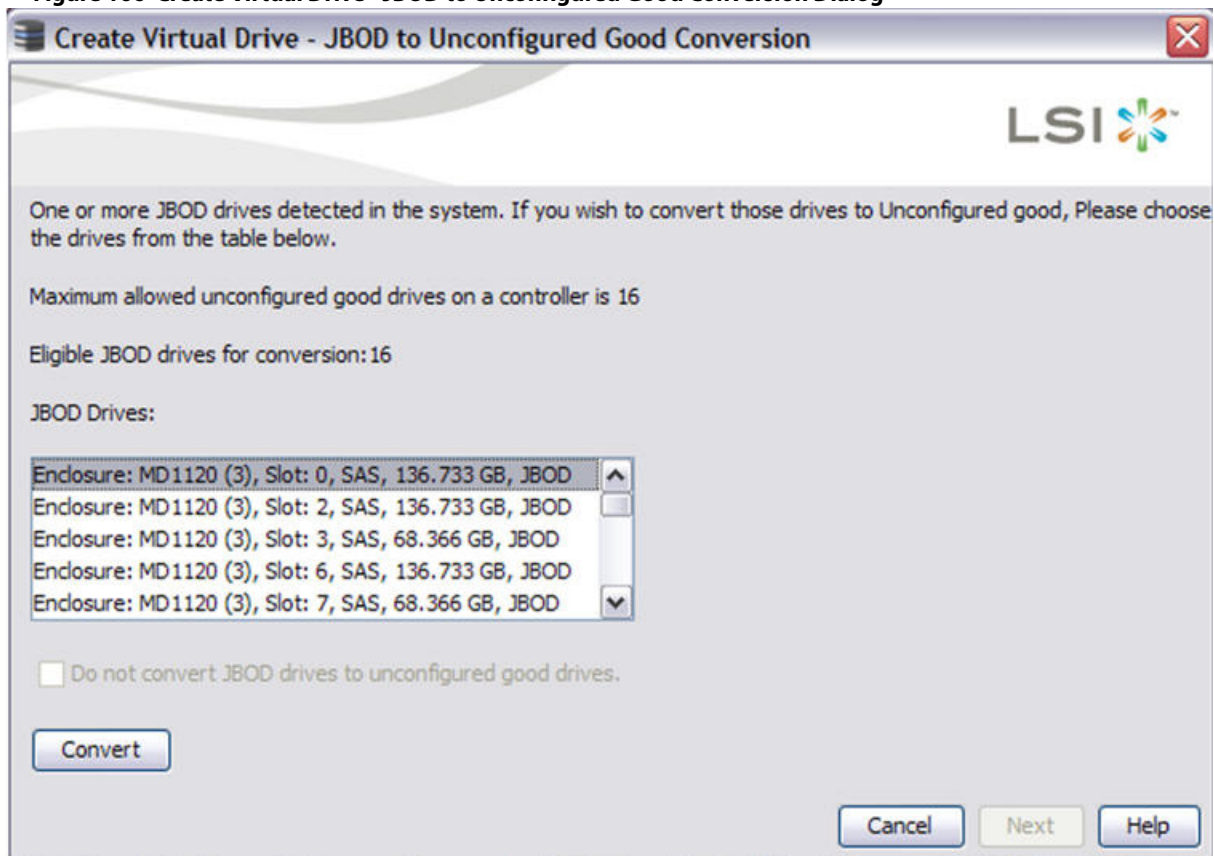 Create Virtual Drive - JBOD to Unconfigured Good Conversion
LSI
One or more JBOD drives detected in the system. If you wish to convert those drives to Unconfigured good, Please choose
the drives from the table below.
Maximum allowed unconfigured good drives on a controller is 16
Eligible JBOD drives for conversion:16
JBOD Drives:
Enclosure: MD1120 (3), Slot: 0, SAS, 136.733 GB, JBOD
Enclosure: MD1120 (3), Slot: 2, SAS, 136.733 GB, JBOD
Enclosure: MD1120 (3), Slot: 3, SAS, 68.366 GB, JBOD
Enclosure: MD1120 (3), Slot: 6, SAS, 136.733 GB, JBOD
Enclosure: MD1120 (3), Slot: 7, SAS, 68.366 GB, JBOD
Do not convert JBOD drives to unconfigured good drives.
Convert
Cancel
Next
Help